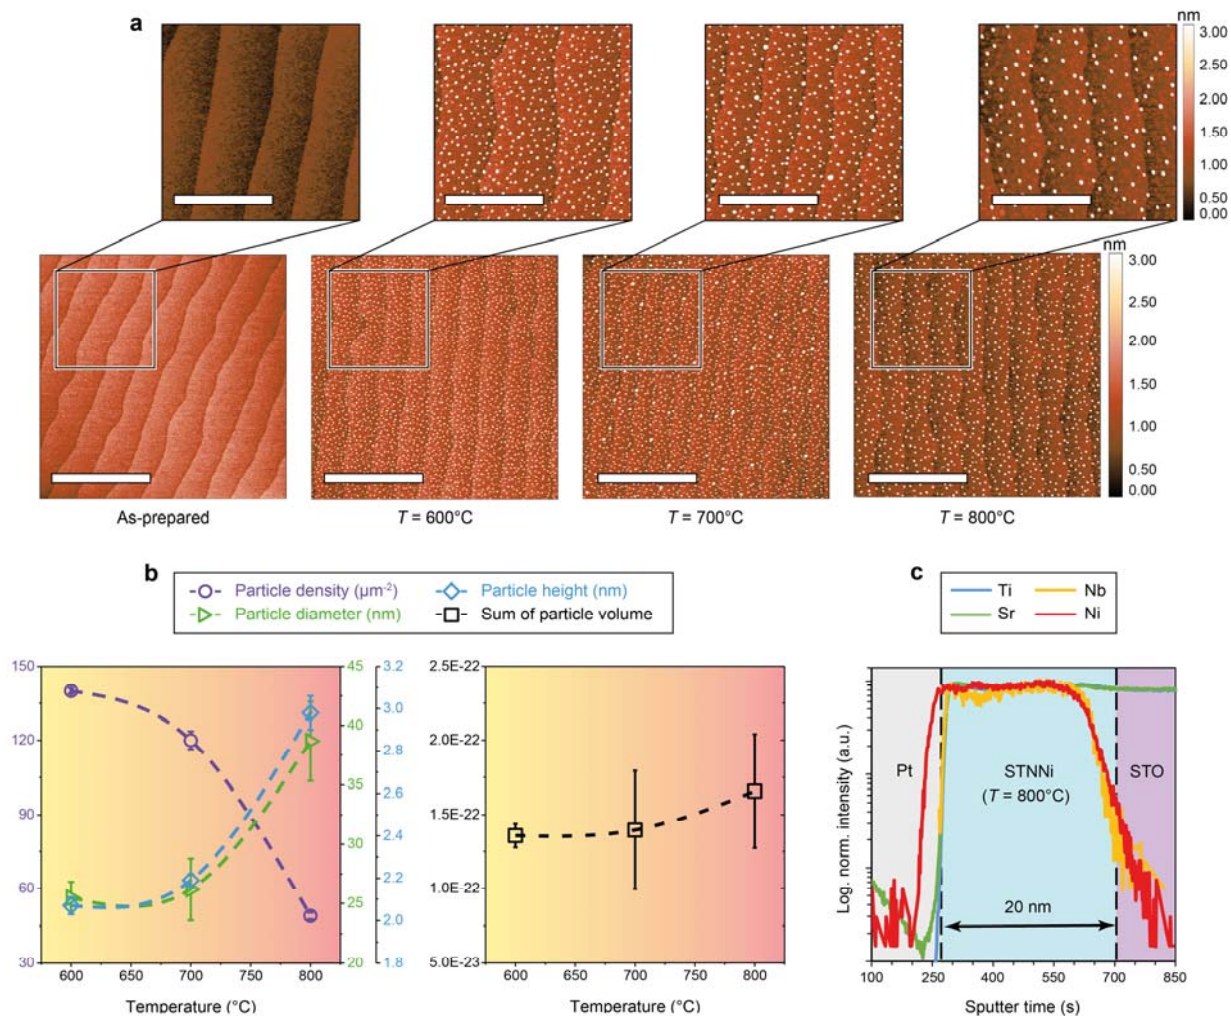 a
nm
3.00
2.50
2.00
1.50
1.00
0.50
0.00
nm
3.00
2.50
2.00
1.50
1.00
0.50
0.00
As-prepared
T = 600°C
T = 700°C
T = 800°C
b
Particle density (µm⁻²)
Particle height (nm)
Particle diameter (nm)
Sum of particle volume
150
120
90
60
30
45
40
35
30
25
20
3.2
3.0
2.8
2.6
2.4
2.2
2.0
1.8
600
650
700
750
800
Temperature (°C)
2.5E-22
2.0E-22
1.5E-22
1.0E-22
5.0E-23
600
650
700
750
800
Temperature (°C)
c
Ti
Nb
Sr
Ni
Log. norm. intensity (a.u.)
Pt
STNNi
(T = 800°C)
STO
20 nm
100
250
400
550
700
850
Sputter time (s)